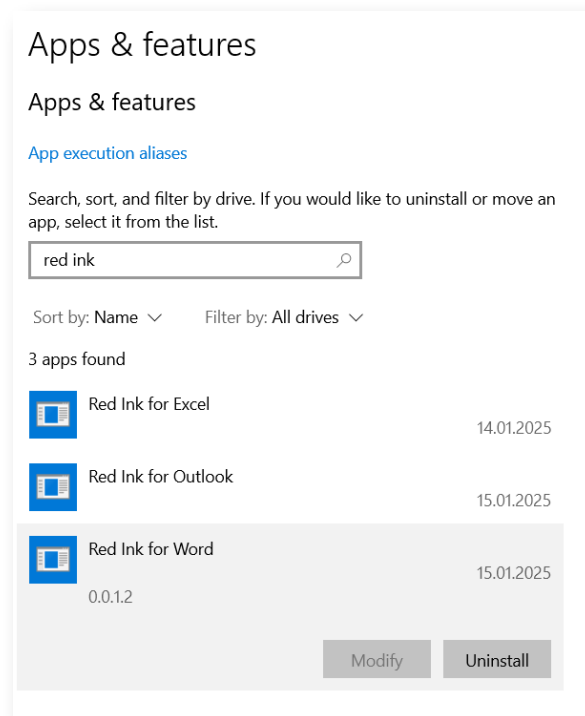 Apps & features
Apps & features
App execution aliases
Search, sort, and filter by drive. If you would like to uninstall or move an
app, select it from the list.
red ink
Sort by: Name Filter by: All drives
3 apps found
Red Ink for Excel
14.01.2025
Red Ink for Outlook
15.01.2025
Red Ink for Word
15.01.2025
0.0.1.2
Modify Uninstall